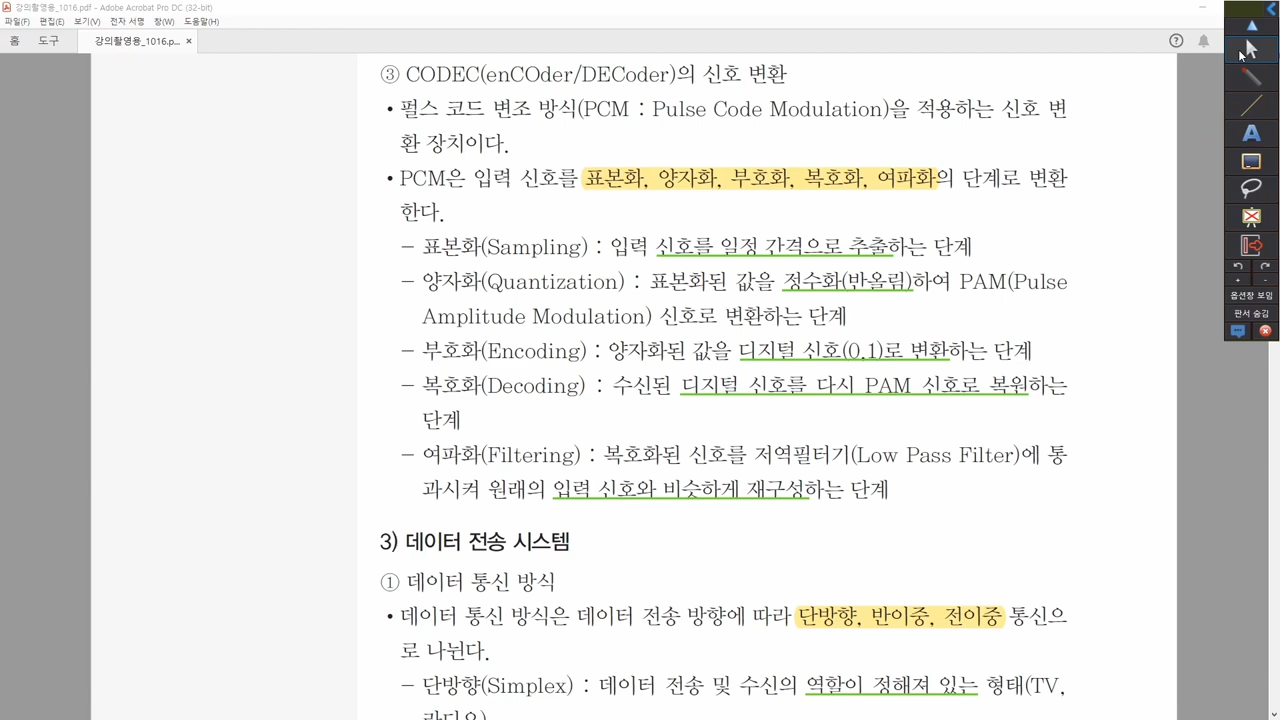 강의촬영용_1016.pdf - Adobe Acrobat Pro DC (32-bit)
파일(F) 편집(E) 보기(V) 전자 서명 창(W) 도움말(H)
홈 도구 강의촬영용_1016.p... ×
③ CODEC(enCOder/DECoder)의 신호 변환
• 펄스 코드 변조 방식(PCM : Pulse Code Modulation)을 적용하는 신호 변
환 장치이다.
• PCM은 입력 신호를 표본화, 양자화, 부호화, 복호화, 여파화의 단계로 변환
한다.
– 표본화(Sampling) : 입력 신호를 일정 간격으로 추출하는 단계
– 양자화(Quantization) : 표본화된 값을 정수화(반올림)하여 PAM(Pulse
Amplitude Modulation) 신호로 변환하는 단계
– 부호화(Encoding) : 양자화된 값을 디지털 신호(0,1)로 변환하는 단계
– 복호화(Decoding) : 수신된 디지털 신호를 다시 PAM 신호로 복원하는
단계
– 여파화(Filtering) : 복호화된 신호를 저역필터기(Low Pass Filter)에 통
과시켜 원래의 입력 신호와 비슷하게 재구성하는 단계
3) 데이터 전송 시스템
① 데이터 통신 방식
• 데이터 통신 방식은 데이터 전송 방향에 따라 단방향, 반이중, 전이중 통신으
로 나뉜다.
– 단방향(Simplex) : 데이터 전송 및 수신의 역할이 정해져 있는 형태(TV,
라디오)
A
+ -
옵션창 보임
판서 숨김